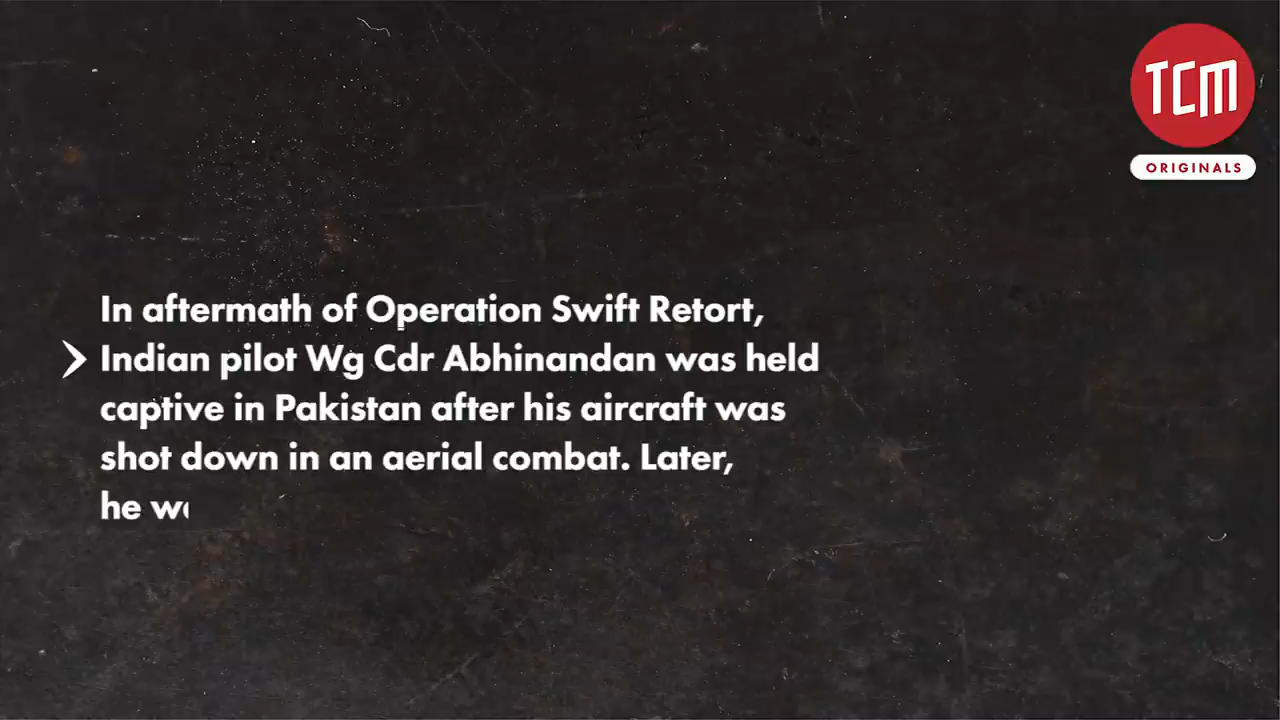 TCM
ORIGINALS
In aftermath of Operation Swift Retort,
Indian pilot Wg Cdr Abhinandan was held
captive in Pakistan after his aircraft was
shot down in an aerial combat. Later,
he